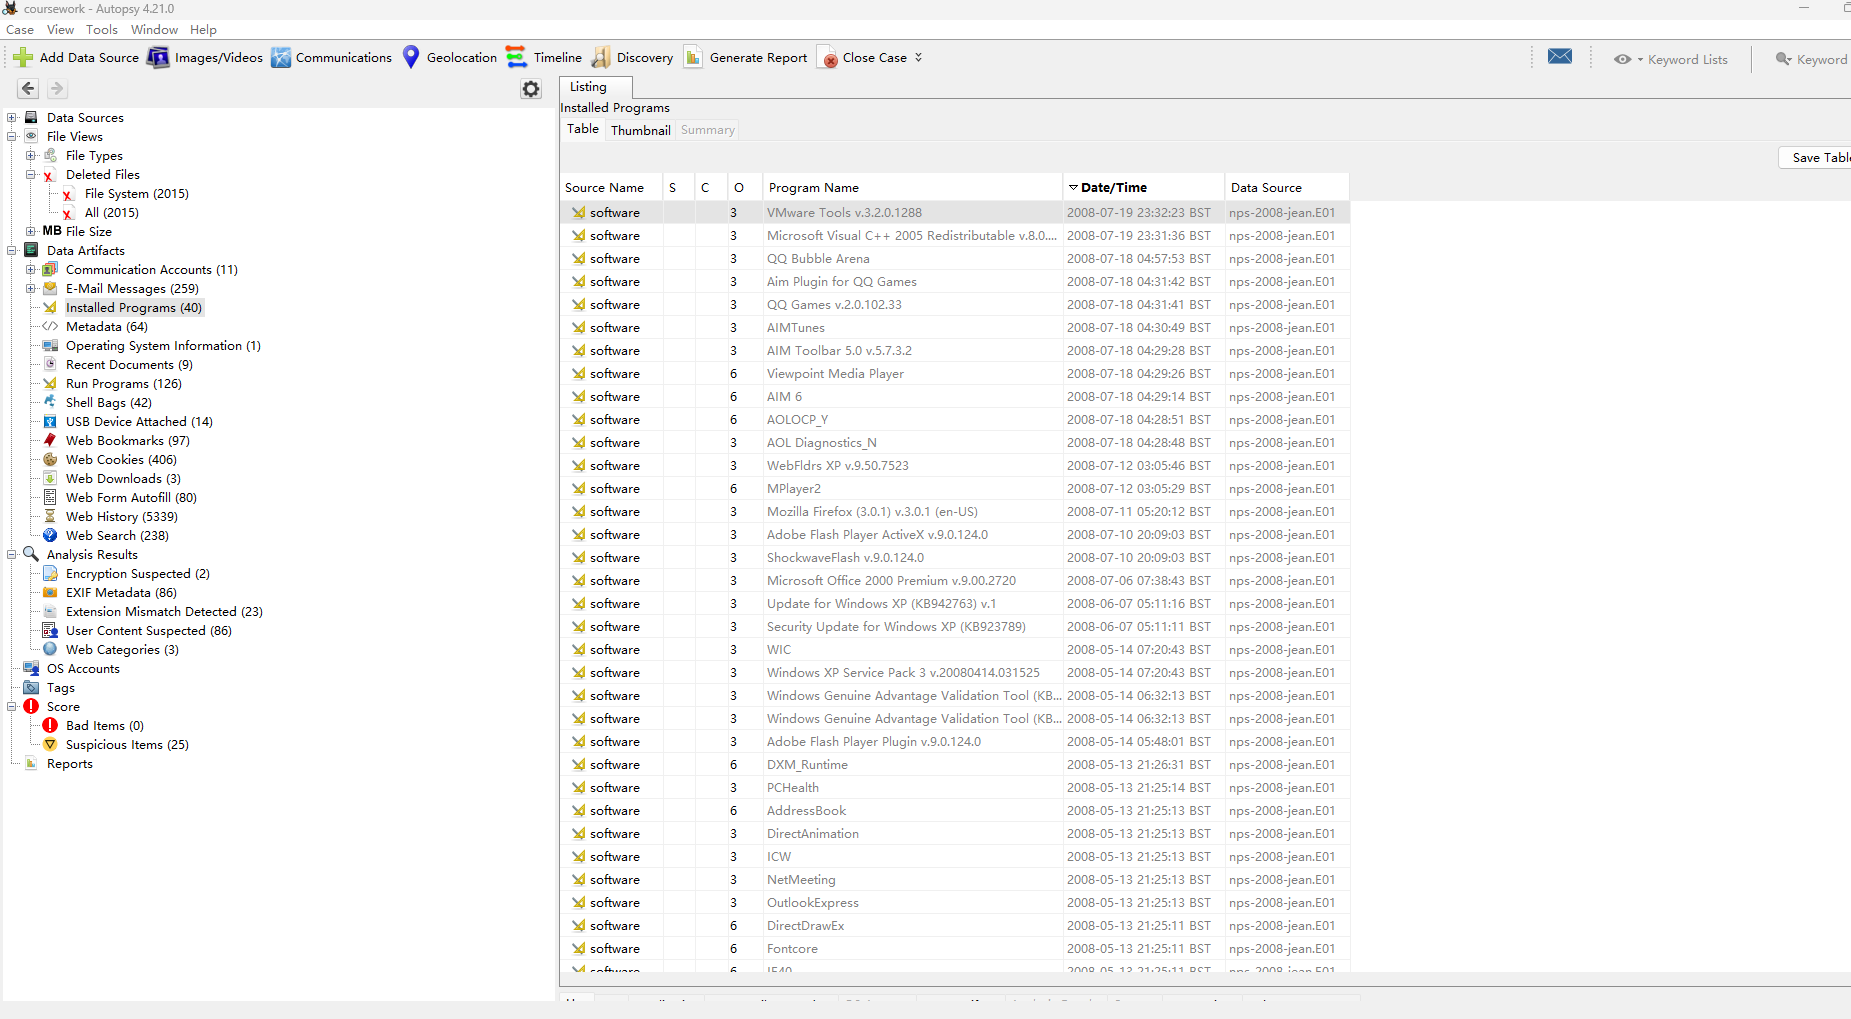 coursework - Autopsy 4.21.0
Case View Tools Window Help
Add Data Source Images/Videos Communications Geolocation Timeline Discovery Generate Report Close Case Keyword Lists Keyword
Listing
Installed Programs
Table Thumbnail Summary
Save Table
Data Sources
File Views
File Types
Deleted Files
File System (2015)
All (2015)
MB File Size
Data Artifacts
Communication Accounts (11)
E-Mail Messages (259)
Installed Programs (40)
Metadata (64)
Operating System Information (1)
Recent Documents (9)
Run Programs (126)
Shell Bags (42)
USB Device Attached (14)
Web Bookmarks (97)
Web Cookies (406)
Web Downloads (3)
Web Form Autofill (80)
Web History (5339)
Web Search (238)
Analysis Results
Encryption Suspected (2)
EXIF Metadata (86)
Extension Mismatch Detected (23)
User Content Suspected (86)
Web Categories (3)
OS Accounts
Tags
Score
Bad Items (0)
Suspicious Items (25)
Reports
Source Name S C O Program Name Date/Time Data Source
software 3 VMware Tools v.3.2.0.1288 2008-07-19 23:32:23 BST nps-2008-jean.E01
software 3 Microsoft Visual C++ 2005 Redistributable v.8.0.... 2008-07-19 23:31:36 BST nps-2008-jean.E01
software 3 QQ Bubble Arena 2008-07-18 04:57:53 BST nps-2008-jean.E01
software 3 Aim Plugin for QQ Games 2008-07-18 04:31:42 BST nps-2008-jean.E01
software 3 QQ Games v.2.0.102.33 2008-07-18 04:31:41 BST nps-2008-jean.E01
software 3 AIMTunes 2008-07-18 04:30:49 BST nps-2008-jean.E01
software 3 AIM Toolbar 5.0 v.5.7.3.2 2008-07-18 04:29:28 BST nps-2008-jean.E01
software 6 Viewpoint Media Player 2008-07-18 04:29:26 BST nps-2008-jean.E01
software 6 AIM 6 2008-07-18 04:29:14 BST nps-2008-jean.E01
software 6 AOLOCP_Y 2008-07-18 04:28:51 BST nps-2008-jean.E01
software 3 AOL Diagnostics_N 2008-07-18 04:28:48 BST nps-2008-jean.E01
software 3 WebFldrs XP v.9.50.7523 2008-07-12 03:05:46 BST nps-2008-jean.E01
software 6 MPlayer2 2008-07-12 03:05:29 BST nps-2008-jean.E01
software 3 Mozilla Firefox (3.0.1) v.3.0.1 (en-US) 2008-07-11 05:20:12 BST nps-2008-jean.E01
software 3 Adobe Flash Player ActiveX v.9.0.124.0 2008-07-10 20:09:03 BST nps-2008-jean.E01
software 3 ShockwaveFlash v.9.0.124.0 2008-07-10 20:09:03 BST nps-2008-jean.E01
software 3 Microsoft Office 2000 Premium v.9.00.2720 2008-07-06 07:38:43 BST nps-2008-jean.E01
software 3 Update for Windows XP (KB942763) v.1 2008-06-07 05:11:16 BST nps-2008-jean.E01
software 3 Security Update for Windows XP (KB923789) 2008-06-07 05:11:11 BST nps-2008-jean.E01
software 3 WIC 2008-05-14 07:20:43 BST nps-2008-jean.E01
software 3 Windows XP Service Pack 3 v.20080414.031525 2008-05-14 07:20:43 BST nps-2008-jean.E01
software 3 Windows Genuine Advantage Validation Tool (KB... 2008-05-14 06:32:13 BST nps-2008-jean.E01
software 3 Windows Genuine Advantage Validation Tool (KB... 2008-05-14 06:32:13 BST nps-2008-jean.E01
software 3 Adobe Flash Player Plugin v.9.0.124.0 2008-05-14 05:48:01 BST nps-2008-jean.E01
software 6 DXM_Runtime 2008-05-13 21:26:31 BST nps-2008-jean.E01
software 3 PCHealth 2008-05-13 21:25:14 BST nps-2008-jean.E01
software 6 AddressBook 2008-05-13 21:25:13 BST nps-2008-jean.E01
software 3 DirectAnimation 2008-05-13 21:25:13 BST nps-2008-jean.E01
software 3 ICW 2008-05-13 21:25:13 BST nps-2008-jean.E01
software 3 NetMeeting 2008-05-13 21:25:13 BST nps-2008-jean.E01
software 3 OutlookExpress 2008-05-13 21:25:13 BST nps-2008-jean.E01
software 6 DirectDrawEx 2008-05-13 21:25:11 BST nps-2008-jean.E01
software 6 Fontcore 2008-05-13 21:25:11 BST nps-2008-jean.E01
software 6 IE40 2008-05-13 21:25:11 BST nps-2008-jean.E01